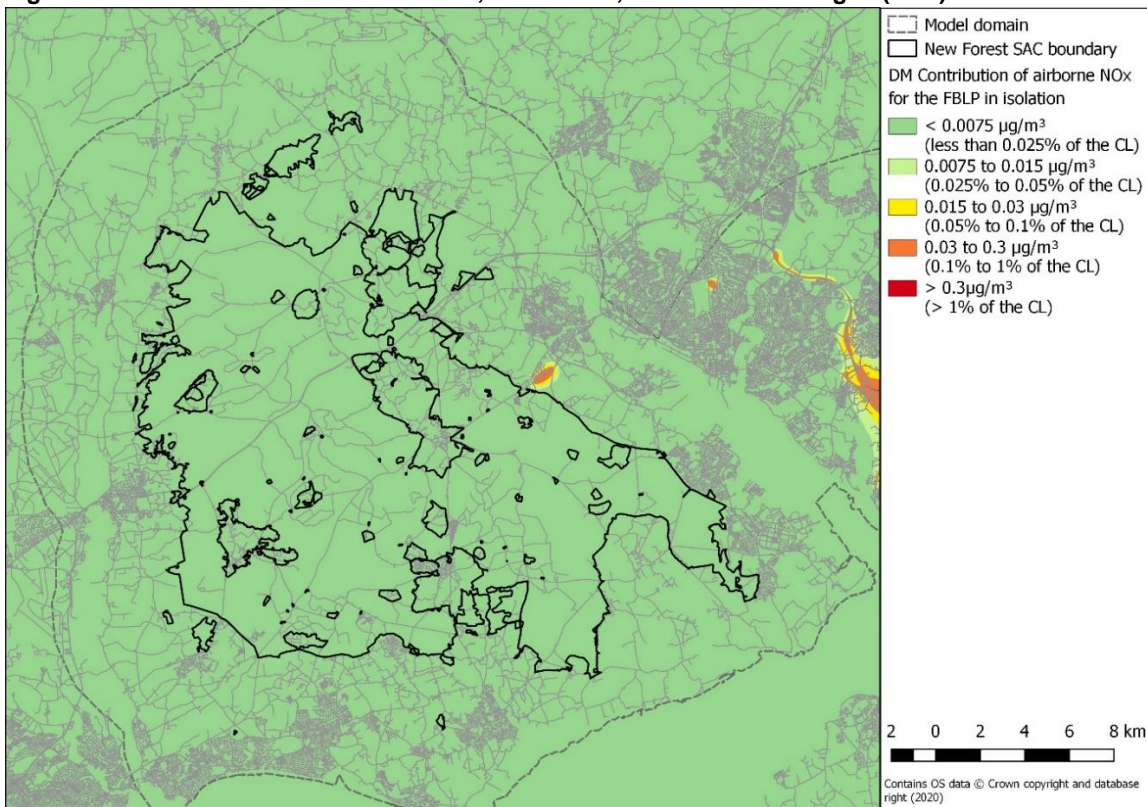 Model domain
New Forest SAC boundary
DM Contribution of airborne NOx
for the FBLP in isolation
< 0.0075 µg/m³
(less than 0.025% of the CL)
0.0075 to 0.015 µg/m³
(0.025% to 0.05% of the CL)
0.015 to 0.03 µg/m³
(0.05% to 0.1% of the CL)
0.03 to 0.3 µg/m³
(0.1% to 1% of the CL)
> 0.3µg/m³
(> 1% of the CL)
2 0 2 4 6 8 km
Contains OS data © Crown copyright and database
right (2020)